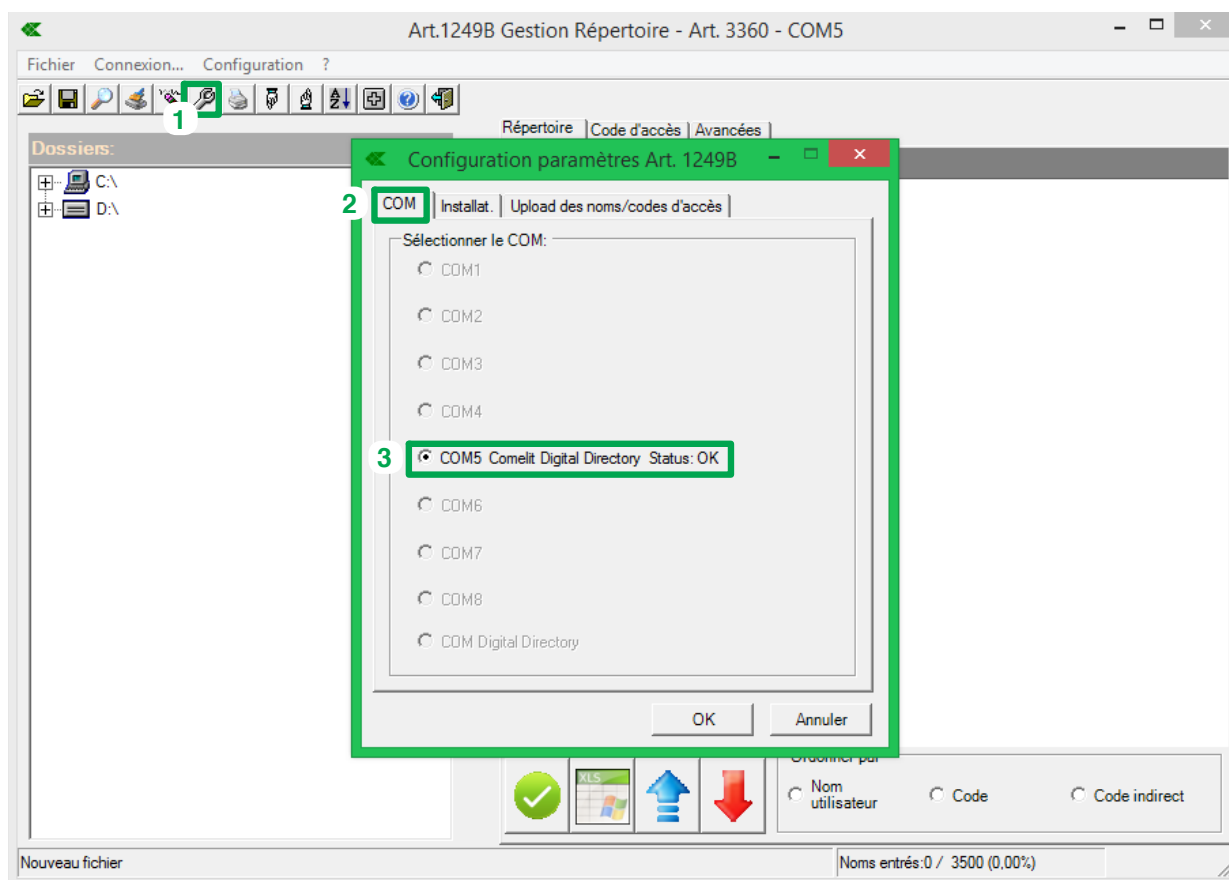 Art.1249B Gestion Répertoire - Art. 3360 - COM5
Fichier Connexion... Configuration ?
1
Répertoire Code d'accès Avancées
Dossiers:
C:\
D:\
Configuration paramètres Art. 1249B
2 COM Installat. Upload des noms/codes d'accès
Sélectionner le COM:
COM1
COM2
COM3
COM4
3 COM5 Comelit Digital Directory Status: OK
COM6
COM7
COM8
COM Digital Directory
OK Annuler
Ordonner par
XLS
Nom utilisateur Code Code indirect
Nouveau fichier Noms entrés:0 / 3500 (0,00%)